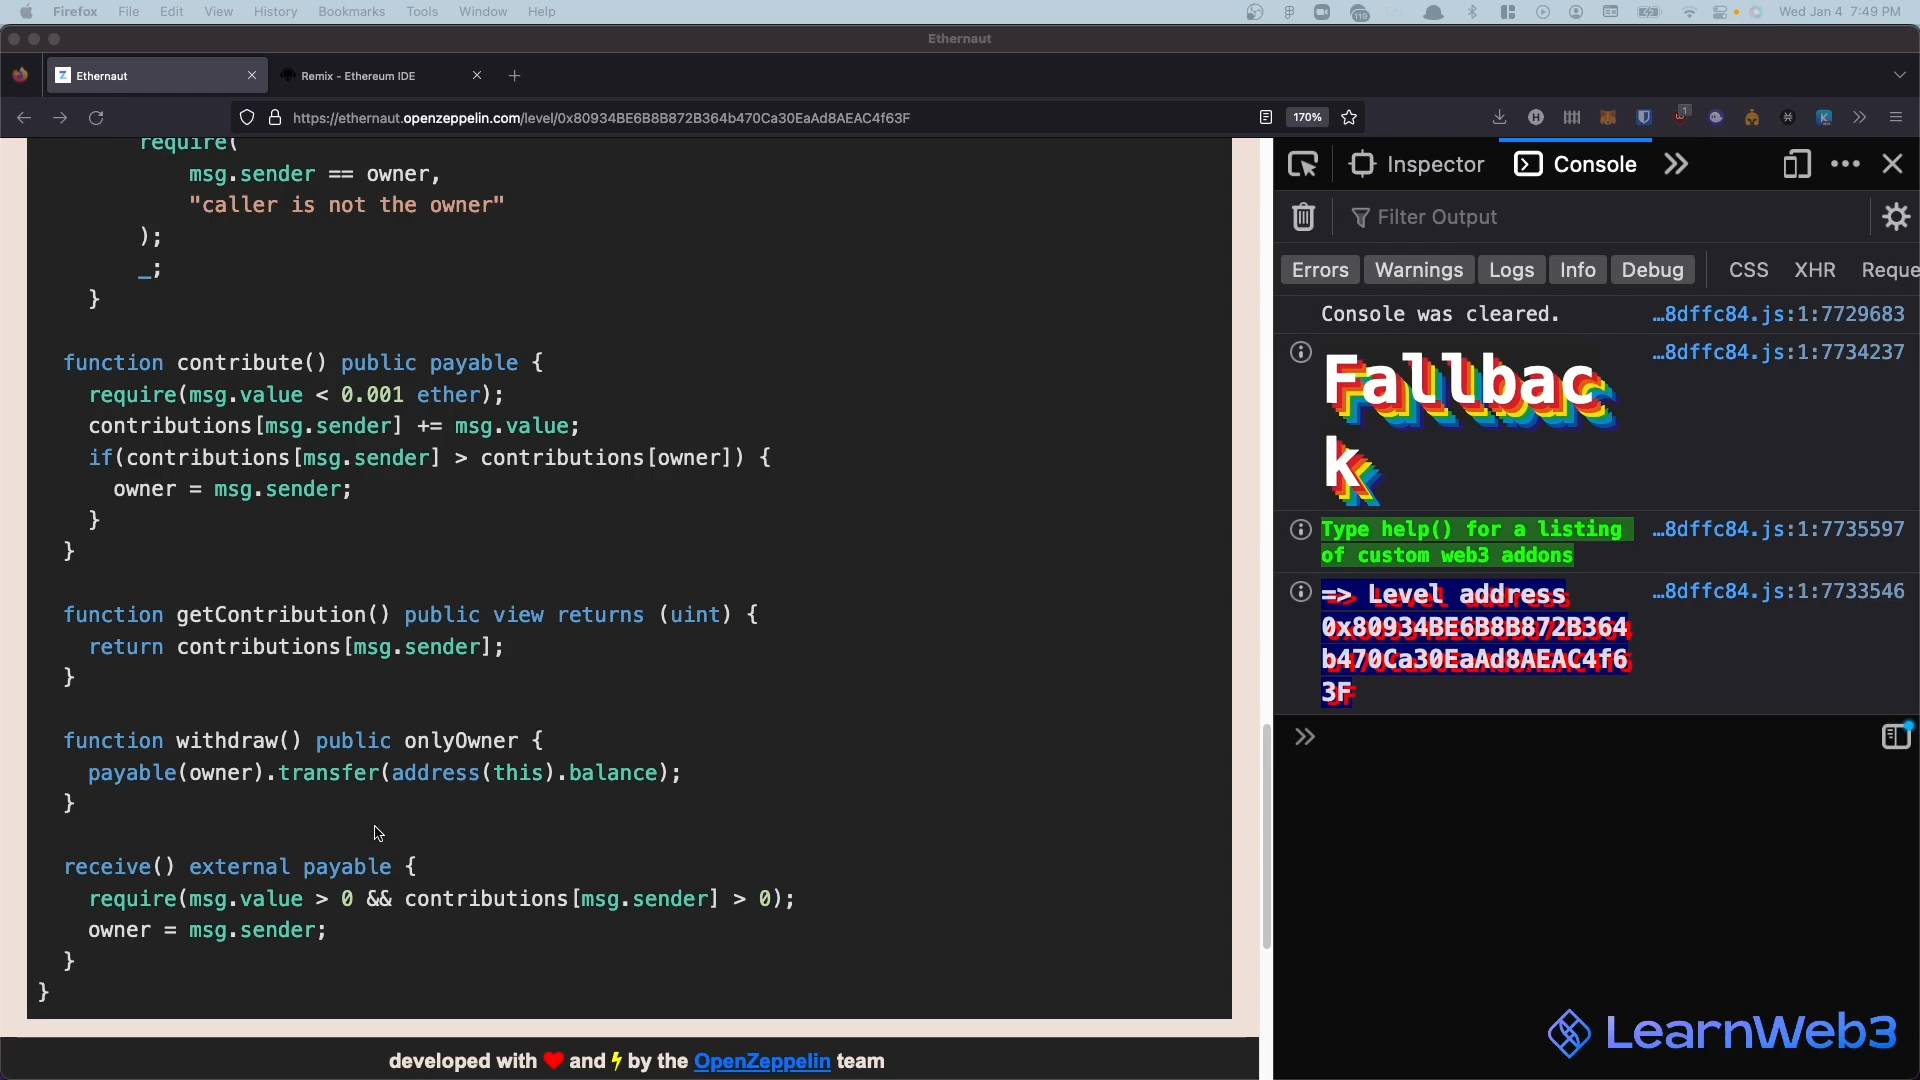 Firefox File Edit View History Bookmarks Tools Window Help
119
Wed Jan 4 7:49 PM
Ethernaut
Ethernaut
Remix - Ethereum IDE
https://ethernaut.openzeppelin.com/level/0x80934BE6B8B872B364b470Ca30EaAd8AEAC4f63F
170%
1
require(
msg.sender == owner,
"caller is not the owner"
);
_;
}
function contribute() public payable {
require(msg.value < 0.001 ether);
contributions[msg.sender] += msg.value;
if(contributions[msg.sender] > contributions[owner]) {
owner = msg.sender;
}
}
function getContribution() public view returns (uint) {
return contributions[msg.sender];
}
function withdraw() public onlyOwner {
payable(owner).transfer(address(this).balance);
}
receive() external payable {
require(msg.value > 0 && contributions[msg.sender] > 0);
owner = msg.sender;
}
}
developed with ❤ and ⚡ by the OpenZeppelin team
Inspector Console
Filter Output
Errors Warnings Logs Info Debug CSS XHR Reque
Console was cleared. …8dffc84.js:1:7729683
Fallbac …8dffc84.js:1:7734237
k
Type help() for a listing …8dffc84.js:1:7735597
of custom web3 addons
=> Level address …8dffc84.js:1:7733546
0x80934BE6B8B872B364
b470Ca30EaAd8AEAC4f6
3F
LearnWeb3